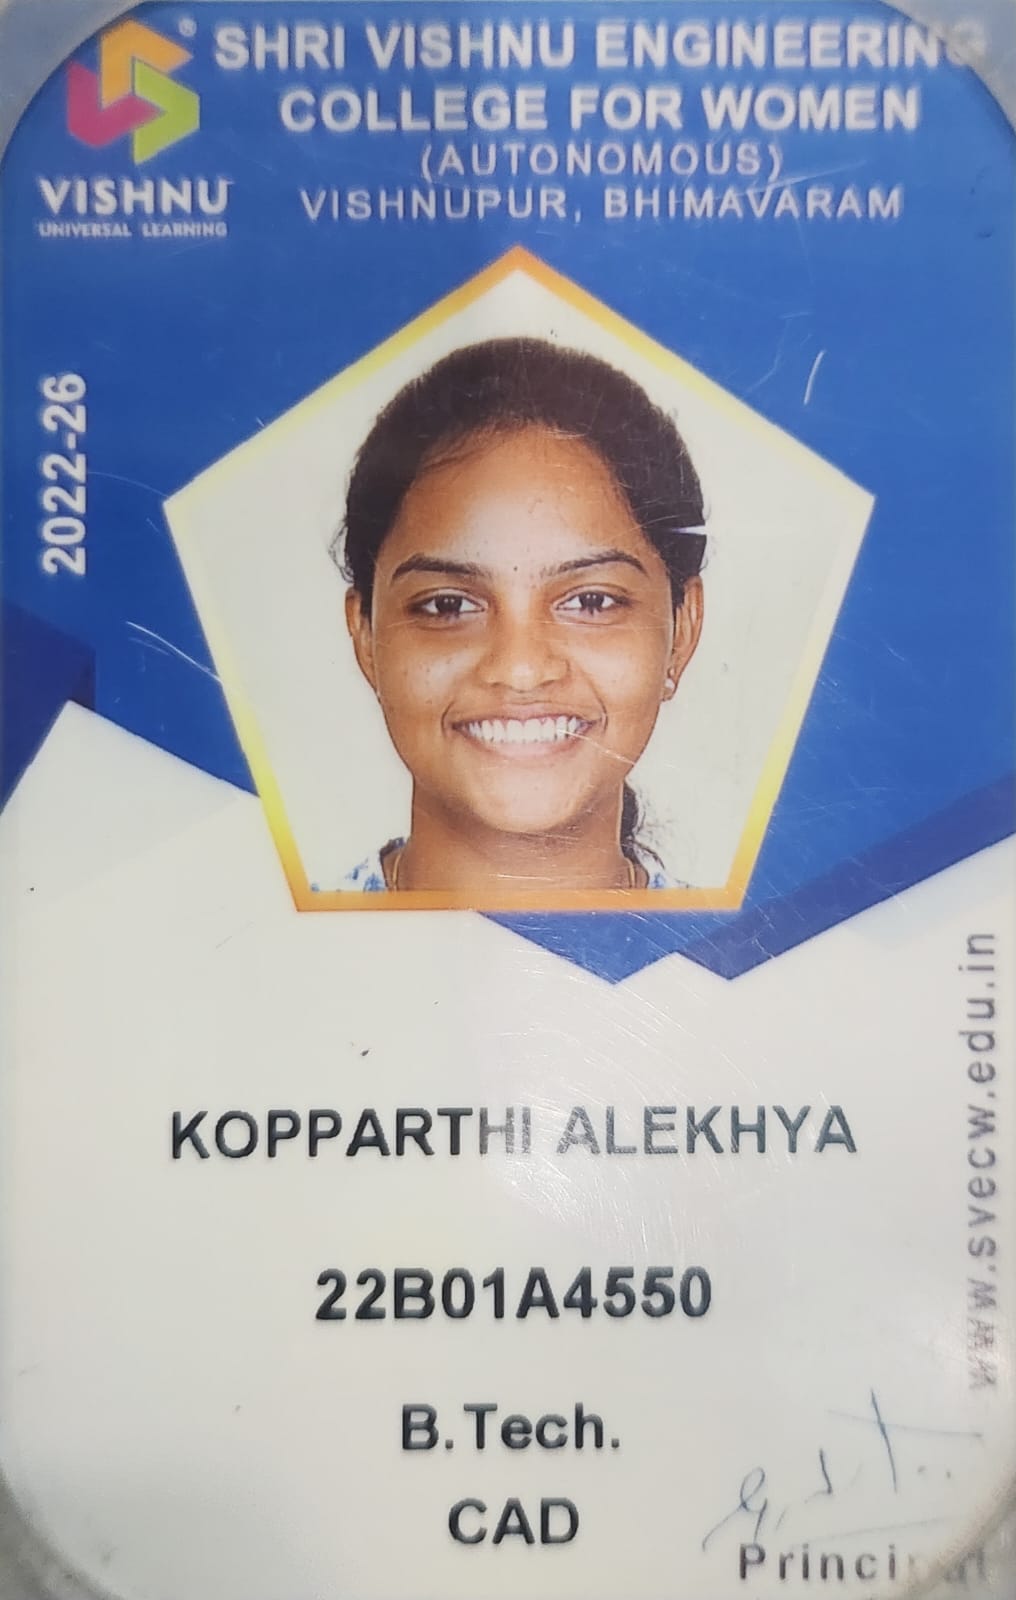 SHRI VISHNU ENGINEERING
COLLEGE FOR WOMEN
(AUTONOMOUS)
VISHNUPUR, BHIMAVARAM
®
VISHNU
UNIVERSAL LEARNING
2022-26
www.svecw.edu.in
KOPPARTHI ALEKHYA
22B01A4550
B.Tech.
CAD
Principal